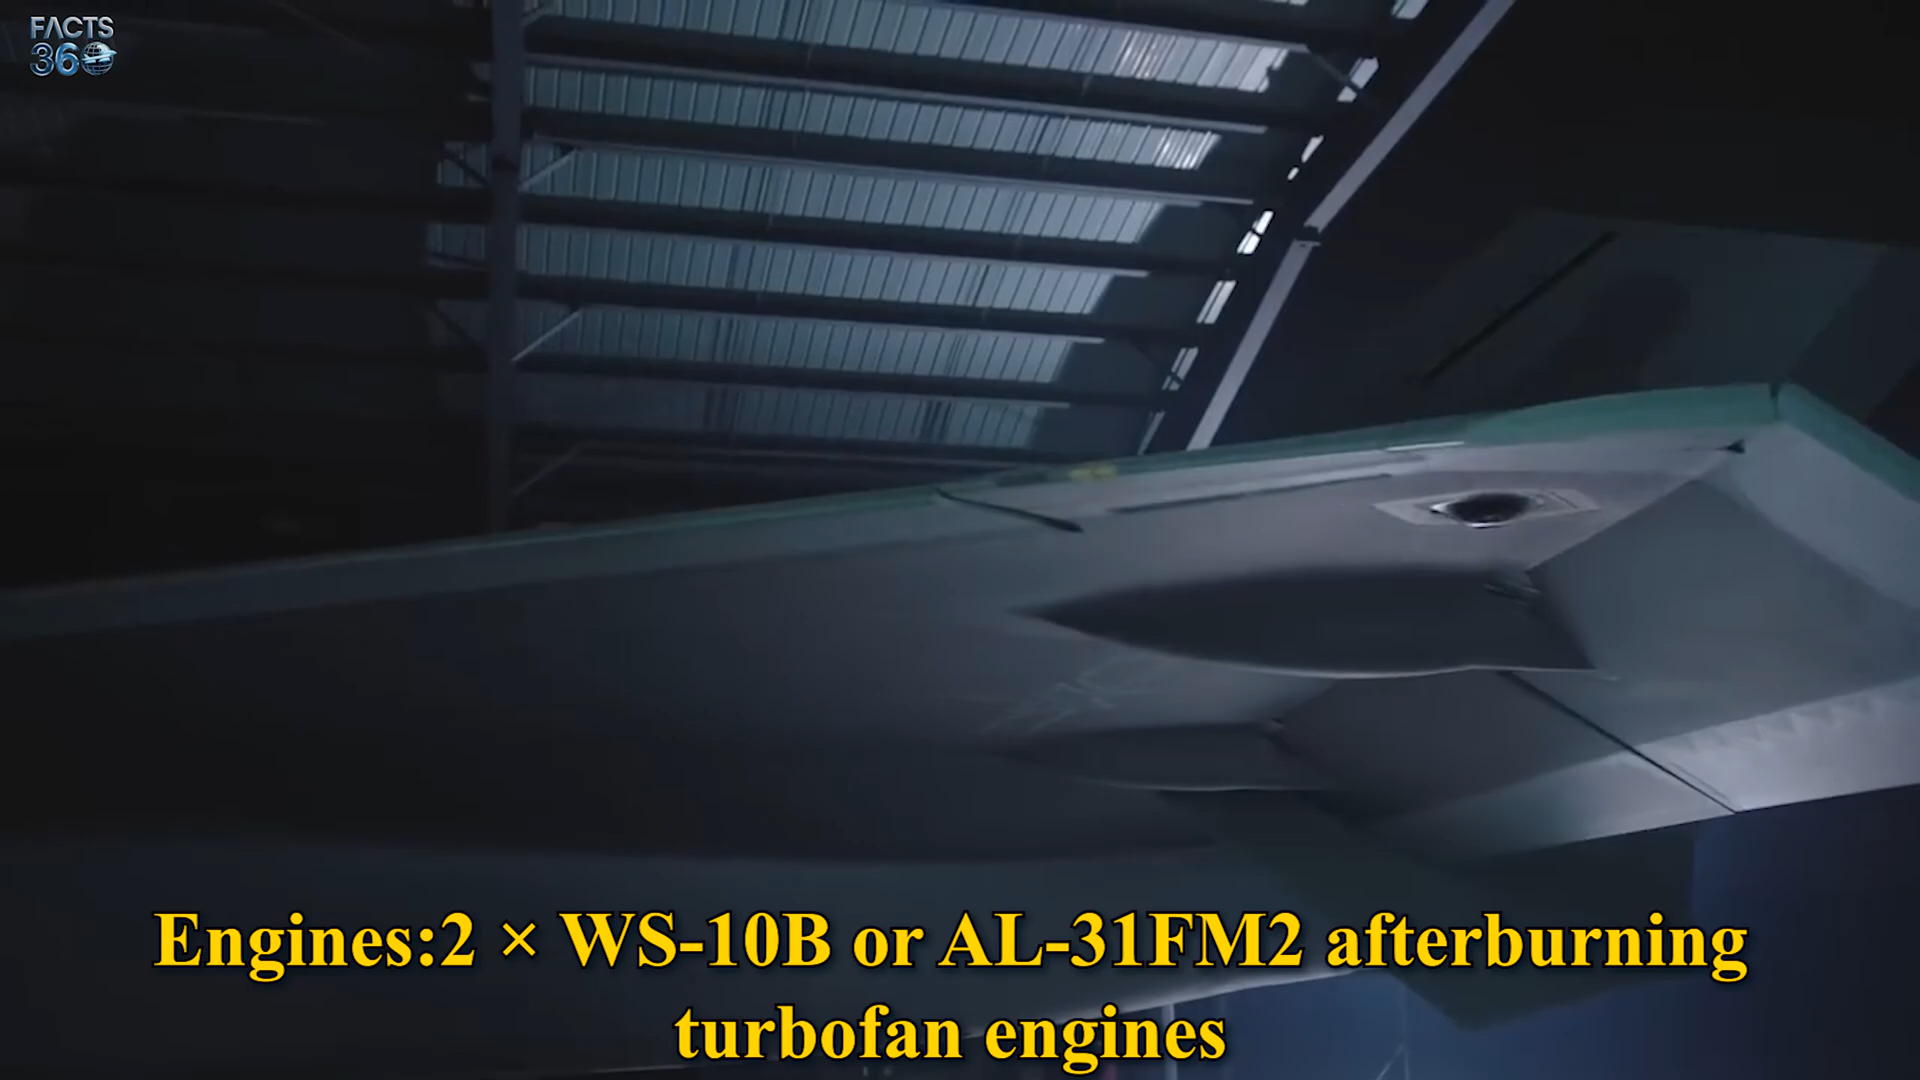 FACTS
360
Engines:2 × WS-10B or AL-31FM2 afterburning
turbofan engines